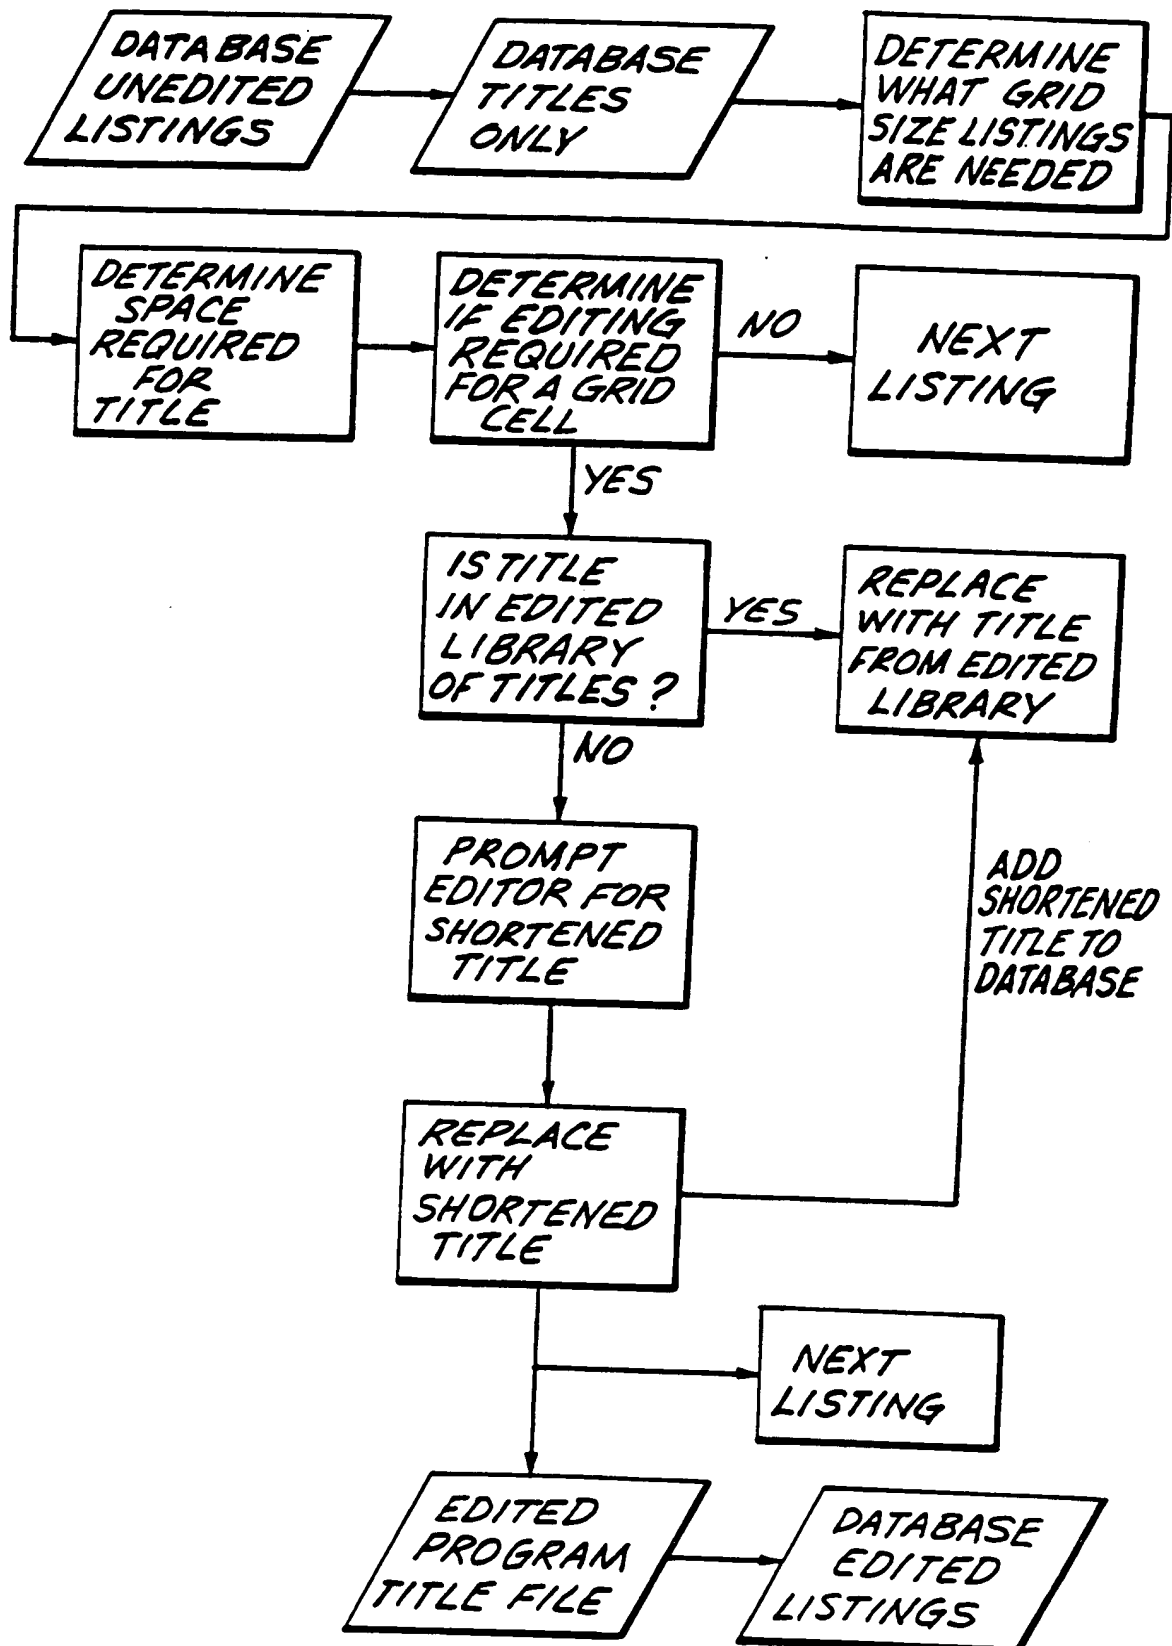 DATABASE
UNEDITED
LISTINGS
DATABASE
TITLES
ONLY
DETERMINE
WHAT GRID
SIZE LISTINGS
ARE NEEDED
DETERMINE
SPACE
REQUIRED
FOR
TITLE
DETERMINE
IF EDITING
REQUIRED
FOR A GRID
CELL
NO
NEXT
LISTING
YES
IS TITLE
IN EDITED
LIBRARY
OF TITLES?
YES
REPLACE
WITH TITLE
FROM EDITED
LIBRARY
NO
PROMPT
EDITOR FOR
SHORTENED
TITLE
ADD
SHORTENED
TITLE TO
DATABASE
REPLACE
WITH
SHORTENED
TITLE
NEXT
LISTING
EDITED
PROGRAM
TITLE FILE
DATABASE
EDITED
LISTINGS